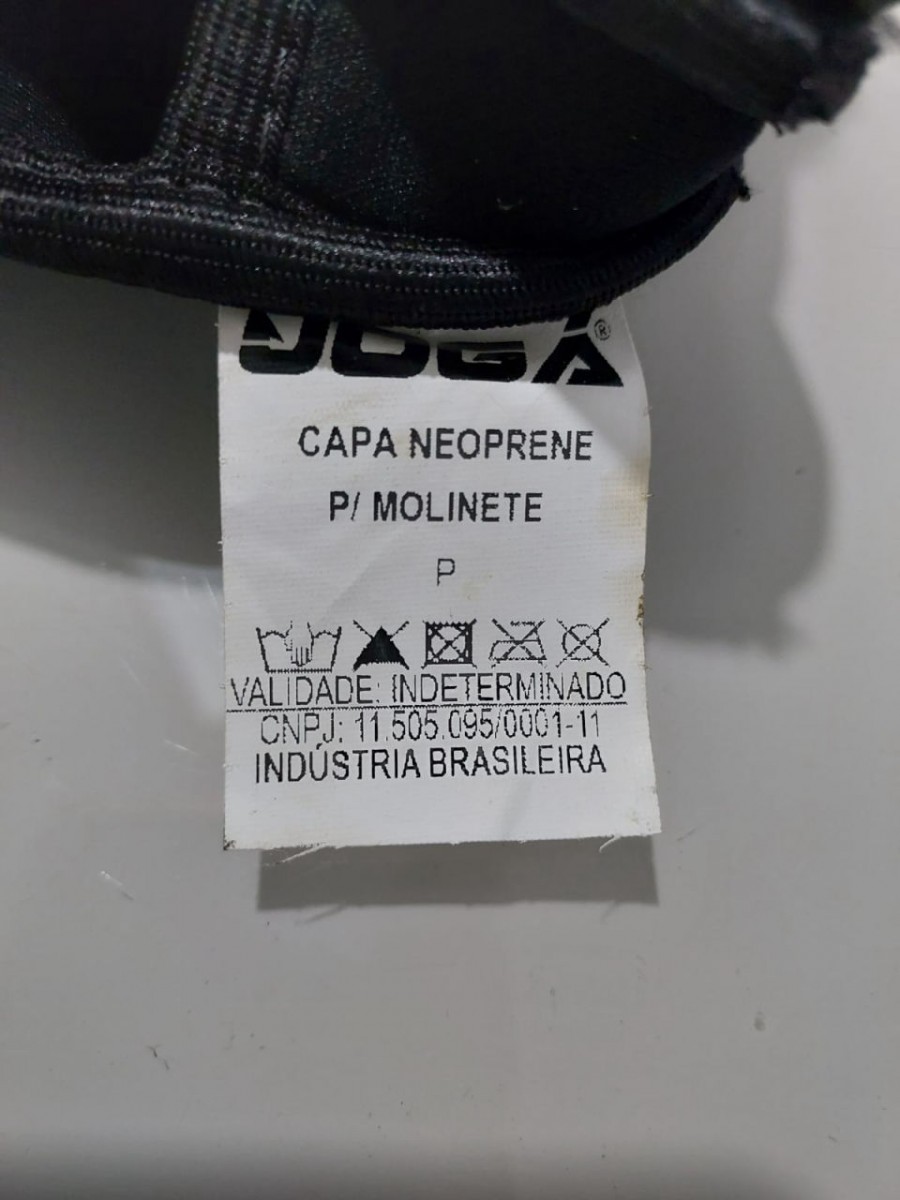 JOGÁ®
CAPA NEOPRENE
P/ MOLINETE
P
VALIDADE: INDETERMINADO
CNPJ: 11.505.095/0001-11
INDÚSTRIA BRASILEIRA